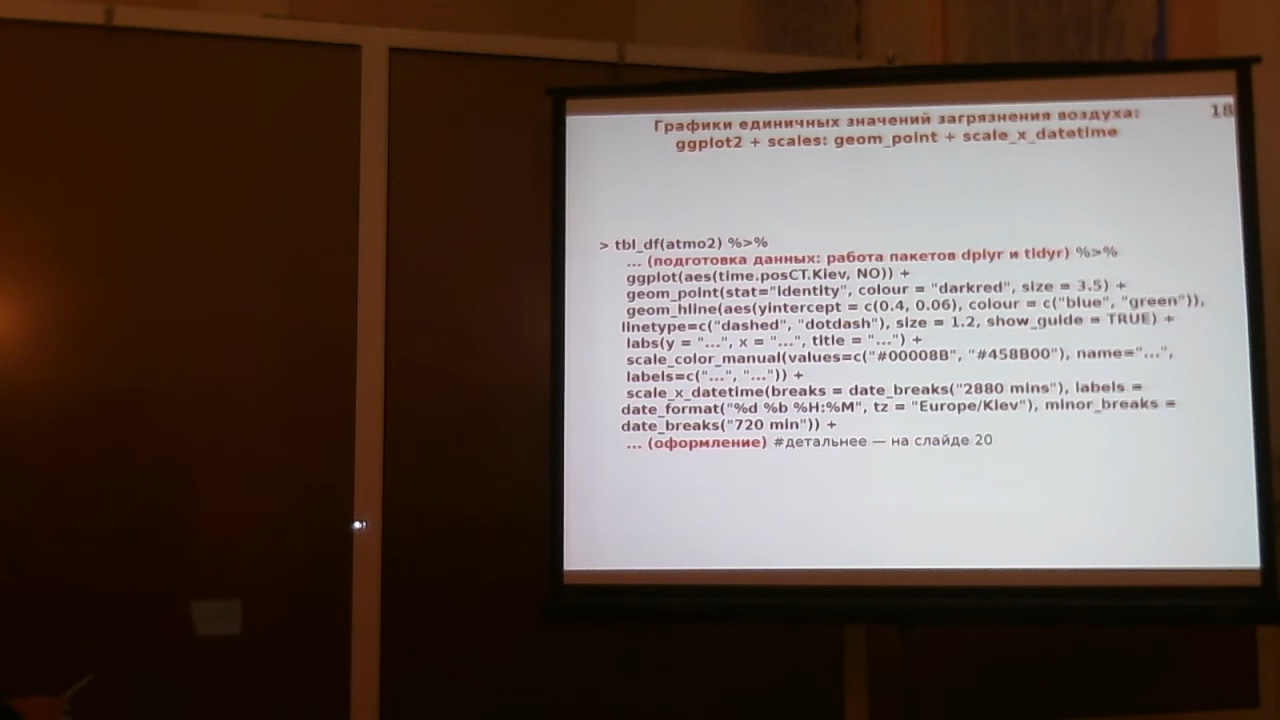 18
Графики единичных значений загрязнения воздуха:
ggplot2 + scales: geom_point + scale_x_datetime
> tbl_df(atmo2) %>%
... (подготовка данных: работа пакетов dplyr и tidyr) %>%
ggplot(aes(time.posCT.Kiev, NO)) +
geom_point(stat="identity", colour = "darkred", size = 3.5) +
geom_hline(aes(yintercept = c(0.4, 0.06), colour = c("blue", "green")),
linetype=c("dashed", "dotdash"), size = 1.2, show_guide = TRUE) +
labs(y = "...", x = "...", title = "...") +
scale_color_manual(values=c("#00008B", "#458B00"), name="...",
labels=c("...", "...")) +
scale_x_datetime(breaks = date_breaks("2880 mins"), labels =
date_format("%d %b %H:%M", tz = "Europe/Kiev"), minor_breaks =
date_breaks("720 min")) +
... (оформление) #детальнее — на слайде 20